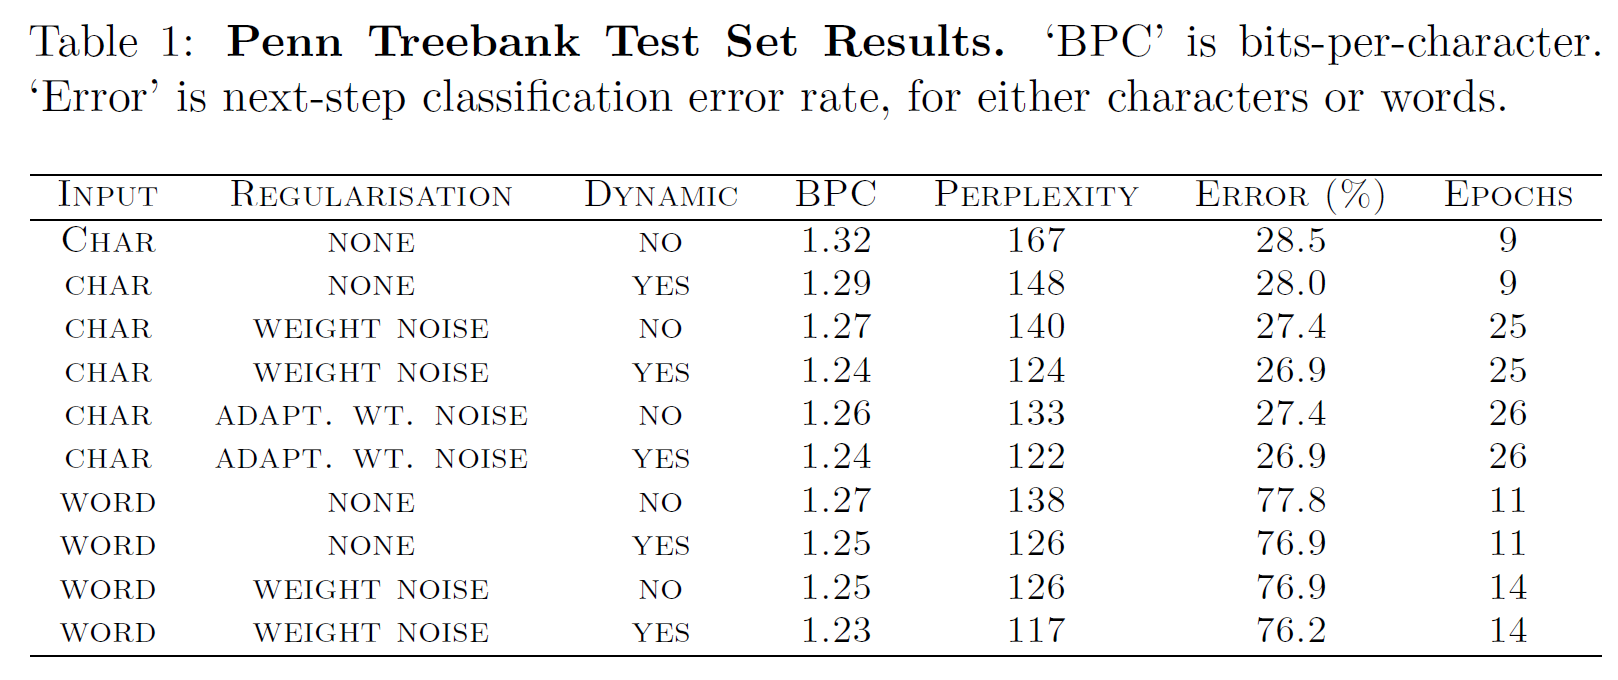 Table 1: Penn Treebank Test Set Results. ‘BPC’ is bits-per-character.
‘Error’ is next-step classification error rate, for either characters or words.
Input Regularisation Dynamic BPC Perplexity Error (%) Epochs
Char none no 1.32 167 28.5 9
char none yes 1.29 148 28.0 9
char weight noise no 1.27 140 27.4 25
char weight noise yes 1.24 124 26.9 25
char adapt. wt. noise no 1.26 133 27.4 26
char adapt. wt. noise yes 1.24 122 26.9 26
word none no 1.27 138 77.8 11
word none yes 1.25 126 76.9 11
word weight noise no 1.25 126 76.9 14
word weight noise yes 1.23 117 76.2 14